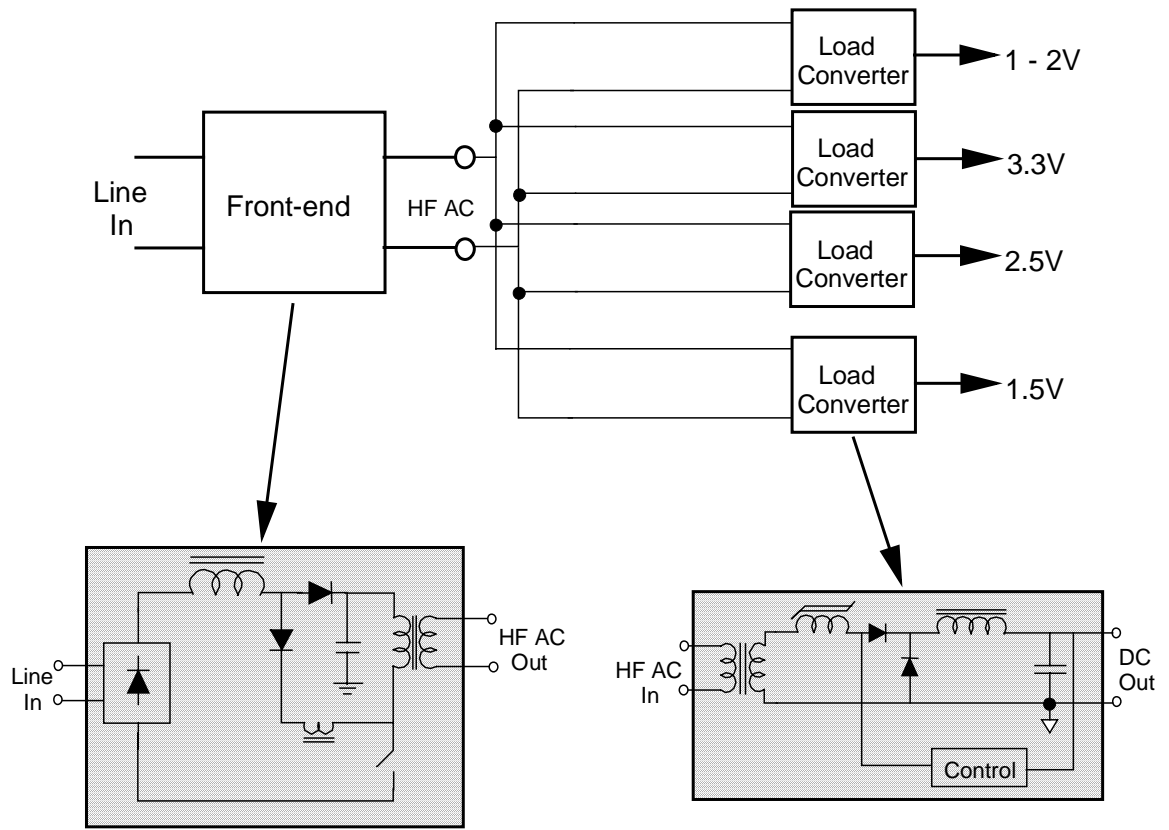 Load
Converter
1 - 2V
Load
Converter
3.3V
Line
In
Front-end
HF AC
Load
Converter
2.5V
Load
Converter
1.5V
Line
In
HF AC
Out
HF AC
In
DC
Out
Control